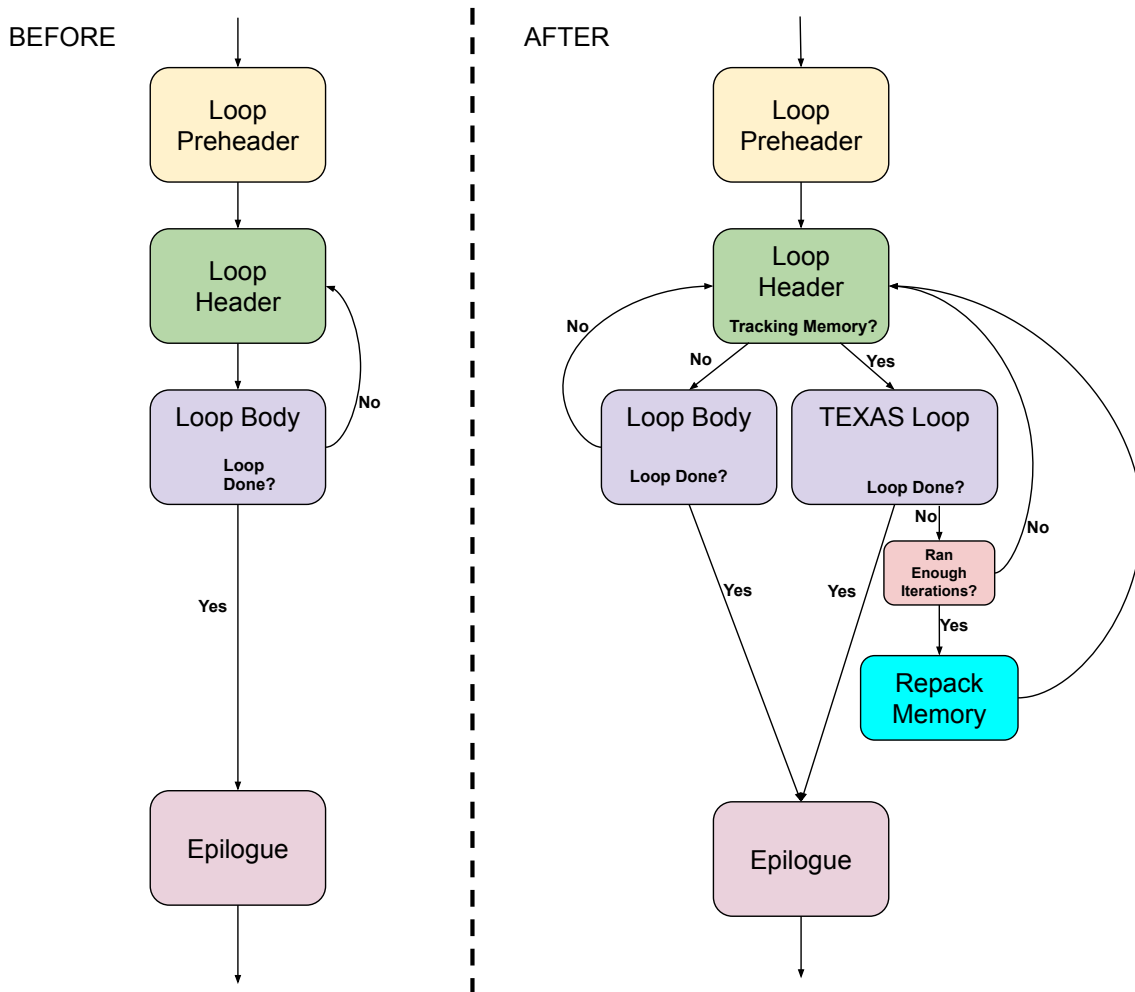 BEFORE
Loop
Preheader
Loop
Header
No
Loop Body
Loop
Done?
Yes
Epilogue
AFTER
Loop
Preheader
Loop
Header
Tracking Memory?
No
No
Yes
Loop Body
Loop Done?
TEXAS Loop
Loop Done?
No
No
Ran
Enough
Iterations?
Yes
Yes
Yes
Repack
Memory
Epilogue